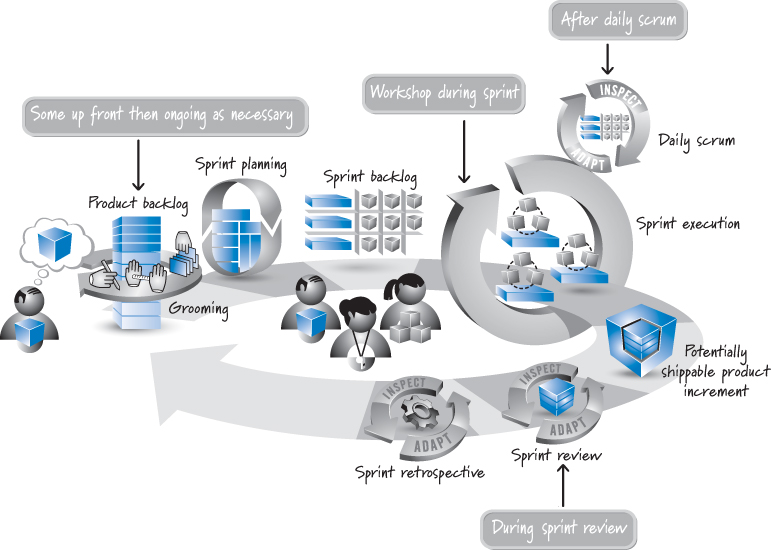 After daily scrum
Workshop during sprint
Some up front then ongoing as necessary
INSPECT
ADAPT
Daily scrum
Sprint planning
Sprint backlog
Product backlog
Sprint execution
Grooming
Potentially
shippable product
increment
INSPECT
ADAPT
Sprint retrospective
INSPECT
ADAPT
Sprint review
During sprint review